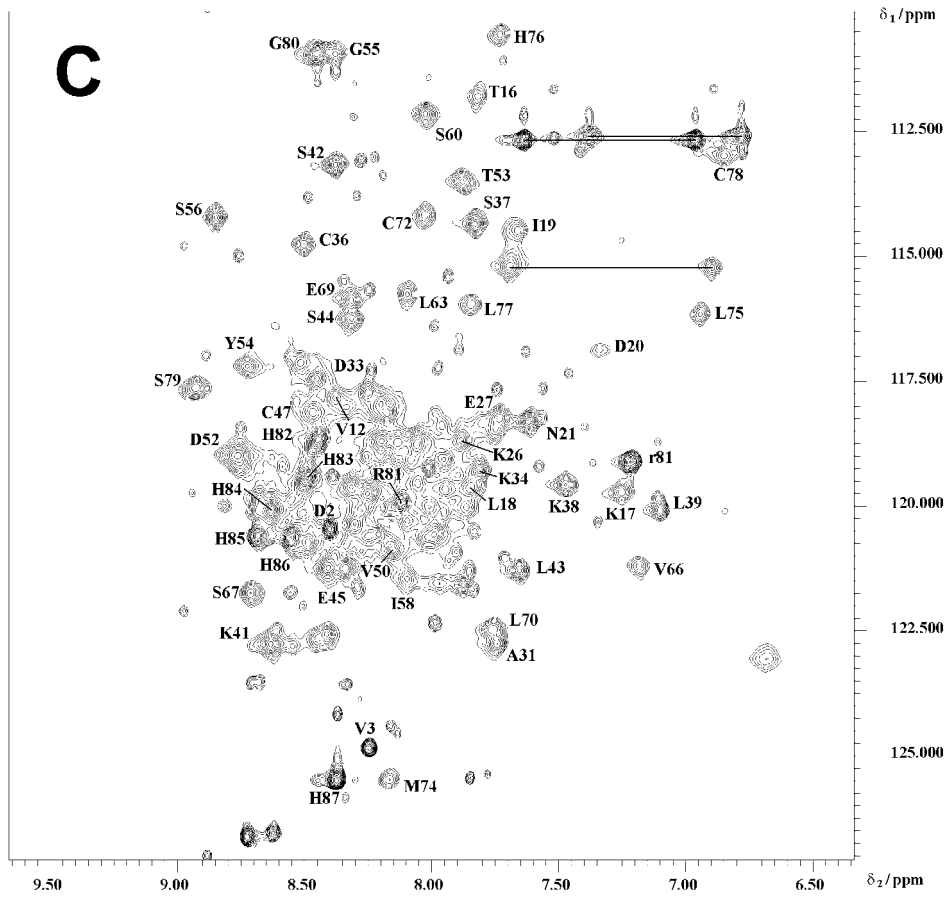 C
δ₁/ppm
H76
G80 G55
T16
S60
112.500
S42
C78
T53
S56 S37
C72 I19
C36
115.000
E69 L63 L77 L75
S44
Y54 D33 D20
S79 117.500
C47 E27
V12 N21
D52 H82 K26
H83 R81 K34 r81
H84 L18 K38 K17 L39
D2 120.000
H85
H86 V50 L43 V66
S67 E45 I58
K41 L70 122.500
A31
V3 125.000
H87 M74
9.50 9.00 8.50 8.00 7.50 7.00 6.50 δ₂/ppm